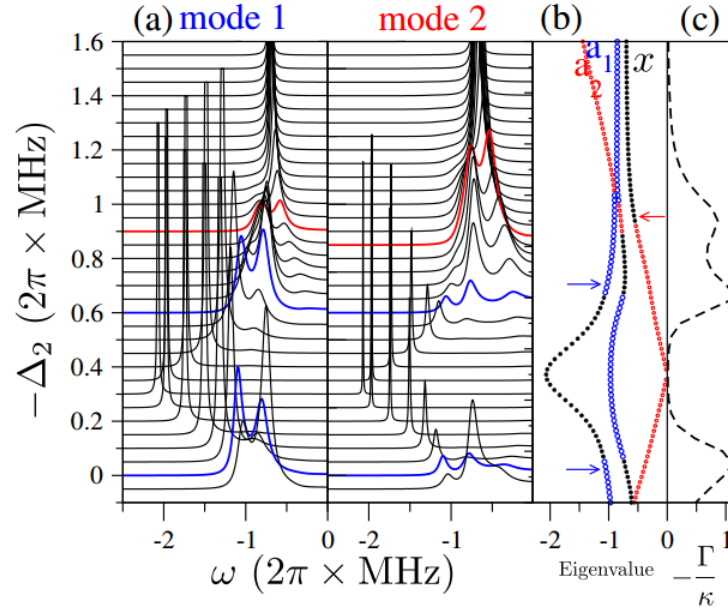 (a) mode 1 mode 2 (b) (c)
1.6
1.4
1.2
1
0.8
0.6
0.4
0.2
0
−Δ₂ (2π × MHz)
a₁
a₂
x
-2 -1 0 -2 -1 -2 -1 0 0 1
ω (2π × MHz)
Eigenvalue
−Γ/κ